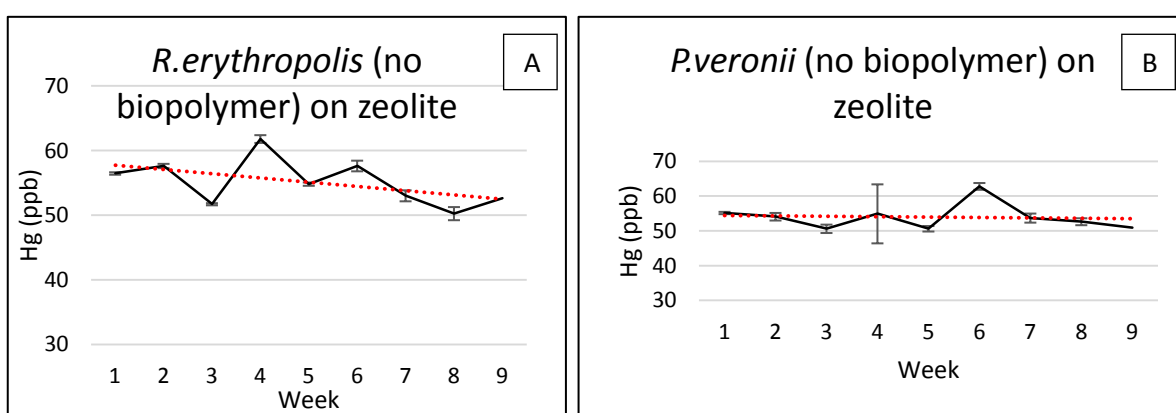 R.erythropolis (no
biopolymer) on zeolite
A
70
60
50
40
30
Hg (ppb)
1 2 3 4 5 6 7 8 9
Week
P.veronii (no biopolymer) on
zeolite
B
70
60
50
40
30
Hg (ppb)
1 2 3 4 5 6 7 8 9
Week